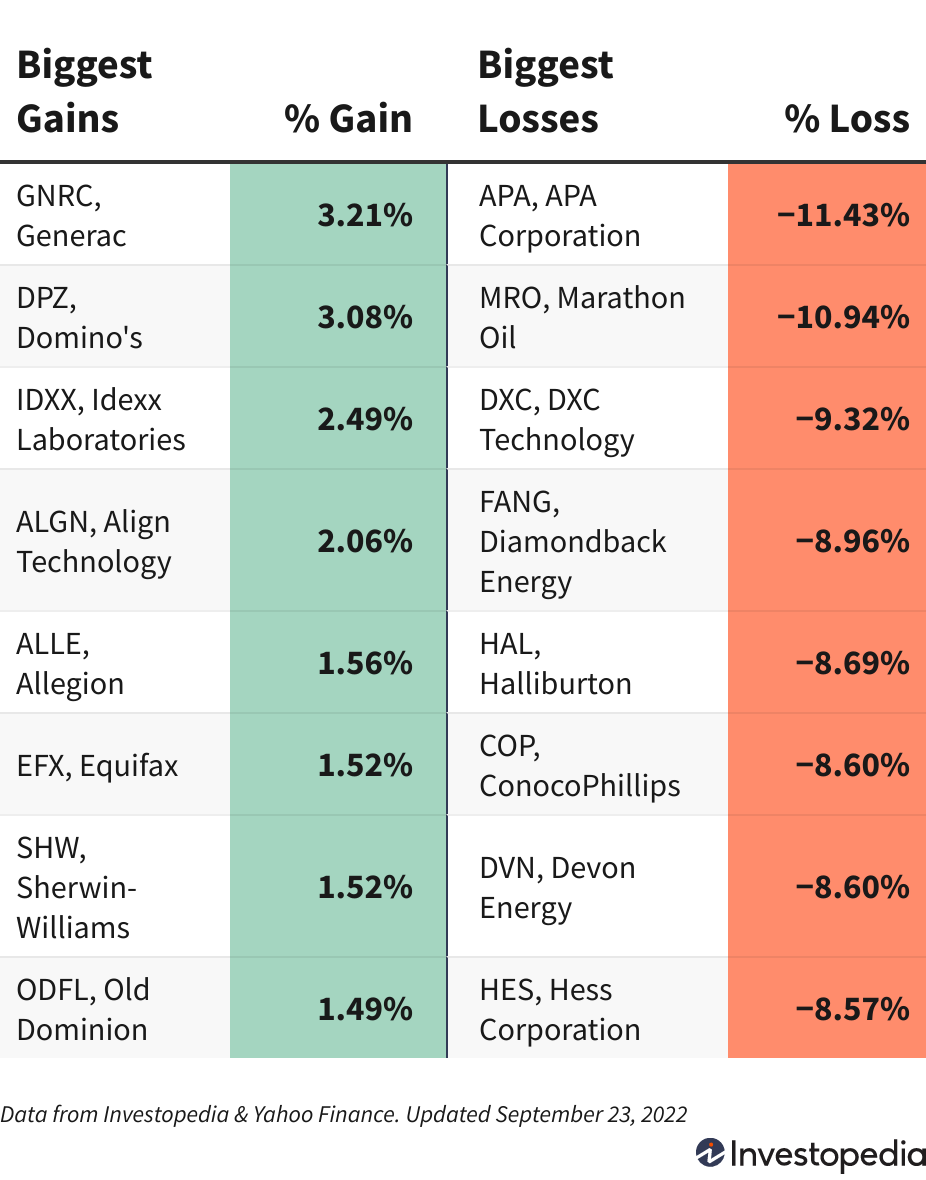 Biggest
Gains
% Gain
Biggest
Losses
% Loss
GNRC,
Generac
3.21%
APA, APA
Corporation
−11.43%
DPZ,
Domino's
3.08%
MRO, Marathon
Oil
−10.94%
IDXX, Idexx
Laboratories
2.49%
DXC, DXC
Technology
−9.32%
ALGN, Align
Technology
2.06%
FANG,
Diamondback
Energy
−8.96%
ALLE,
Allegion
1.56%
HAL,
Halliburton
−8.69%
EFX, Equifax
1.52%
COP,
ConocoPhillips
−8.60%
SHW,
Sherwin-
Williams
1.52%
DVN, Devon
Energy
−8.60%
ODFL, Old
Dominion
1.49%
HES, Hess
Corporation
−8.57%
Data from Investopedia & Yahoo Finance. Updated September 23, 2022
Investopedia